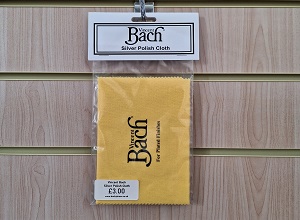 Vincent
Bach
Silver Polish Cloth
Vincent
Bach
For Plated Finishes
Vincent Bach
Silver Polish Cloth
£3.00